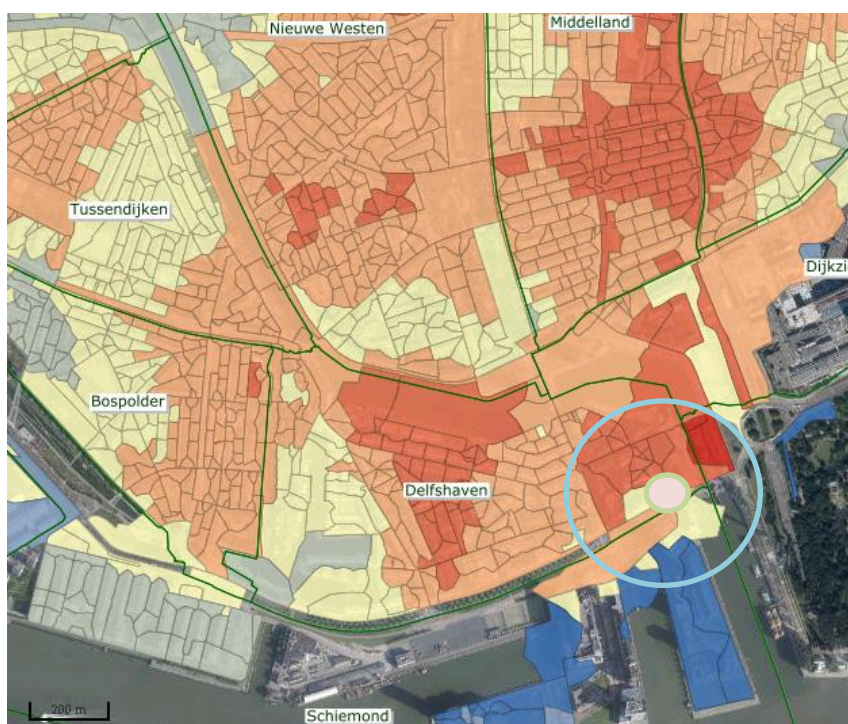 Nieuwe Westen
Middelland
Tussendijken
Dijkzi
Bospolder
Delfshaven
200 m
Schiemond